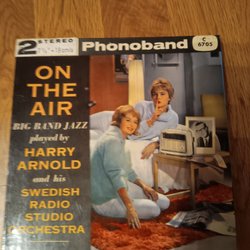 2 STEREO Phonoband C
6705
ON
THE
AIR
BIG BAND JAZZ
played by
HARRY
ARNOLD
and his
SWEDISH
RADIO
STUDIO
ORCHESTRA